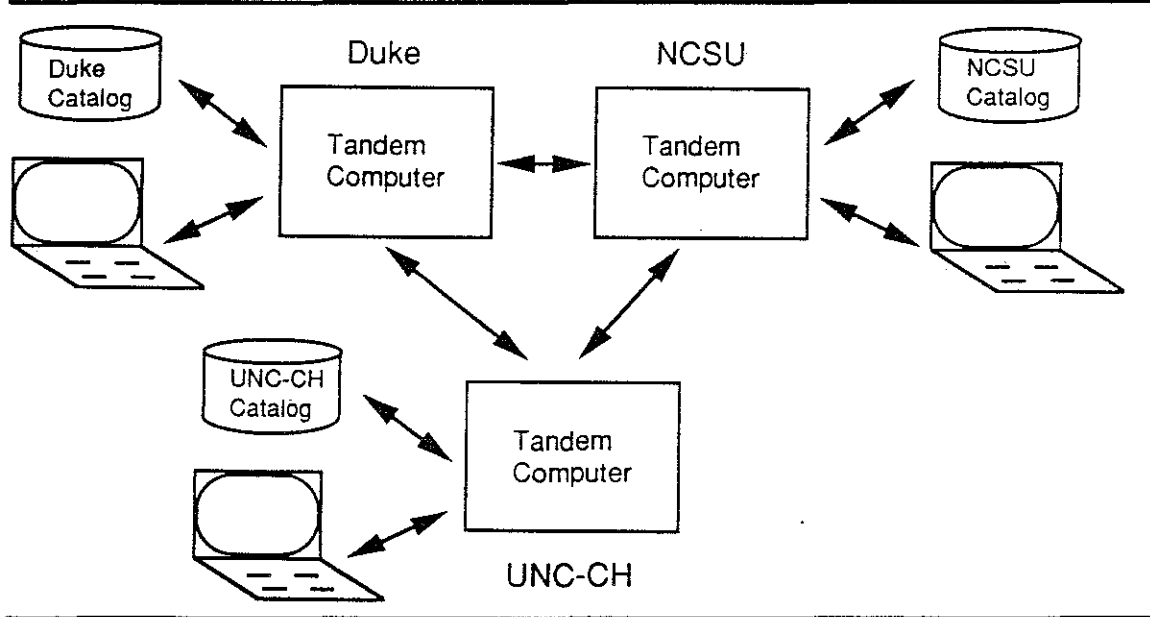 Duke
NCSU
Duke
Catalog
Tandem
Computer
Tandem
Computer
NCSU
Catalog
UNC-CH
Catalog
Tandem
Computer
UNC-CH